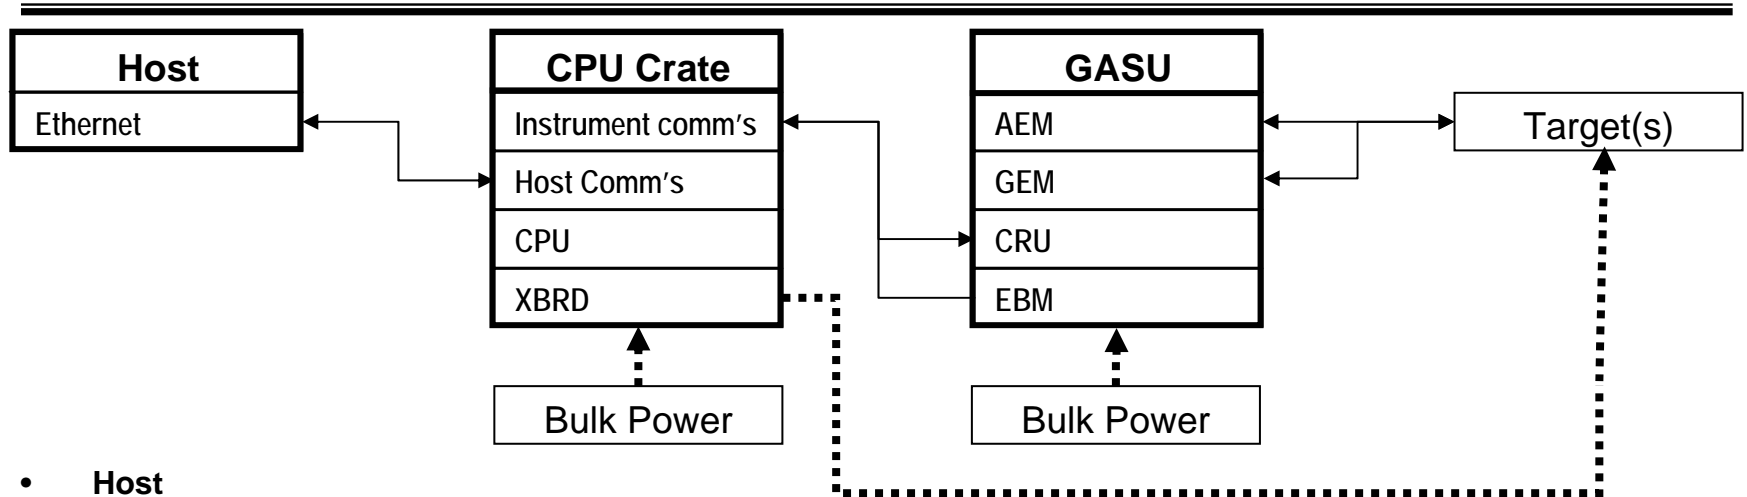 Host
Ethernet
CPU Crate
Instrument comm's
Host Comm's
CPU
XBRD
GASU
AEM
GEM
CRU
EBM
Target(s)
Bulk Power
Bulk Power
• Host